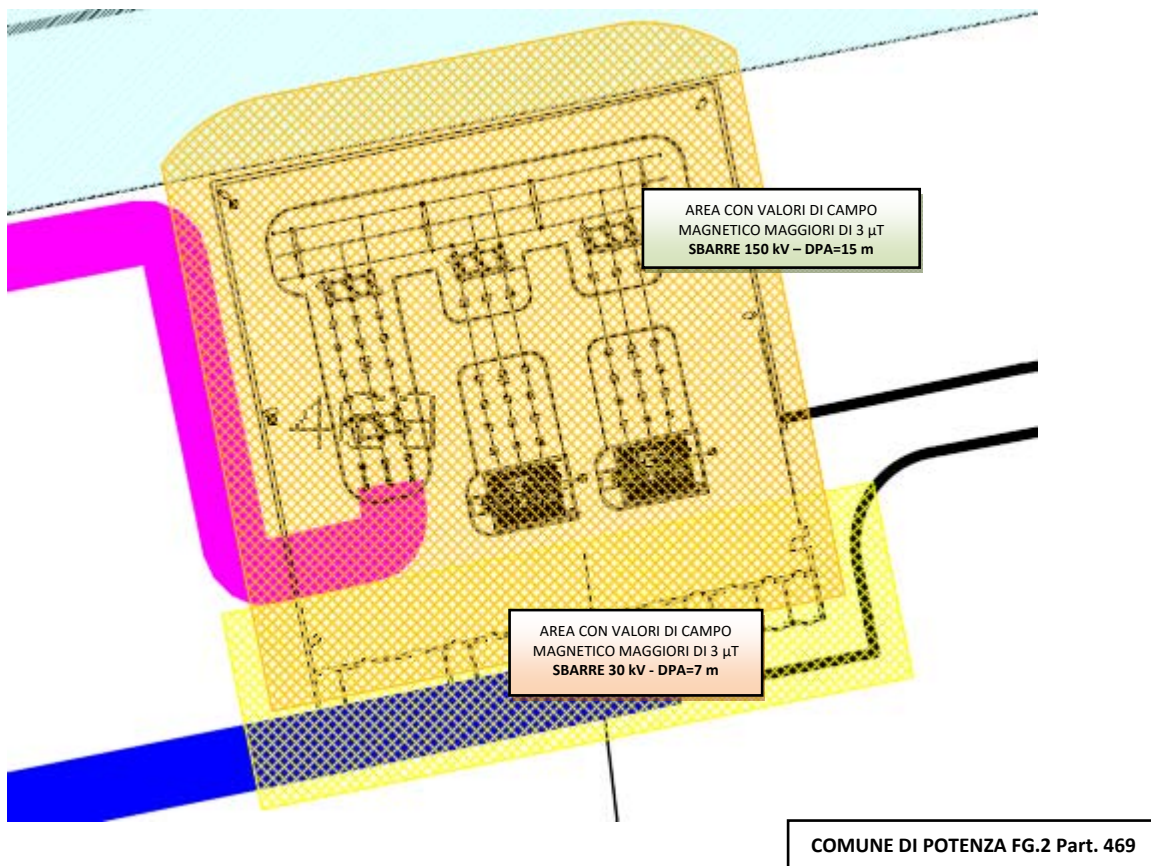 AREA CON VALORI DI CAMPO
MAGNETICO MAGGIORI DI 3 µT
SBARRE 150 kV – DPA=15 m
AREA CON VALORI DI CAMPO
MAGNETICO MAGGIORI DI 3 µT
SBARRE 30 kV - DPA=7 m
COMUNE DI POTENZA FG.2 Part. 469